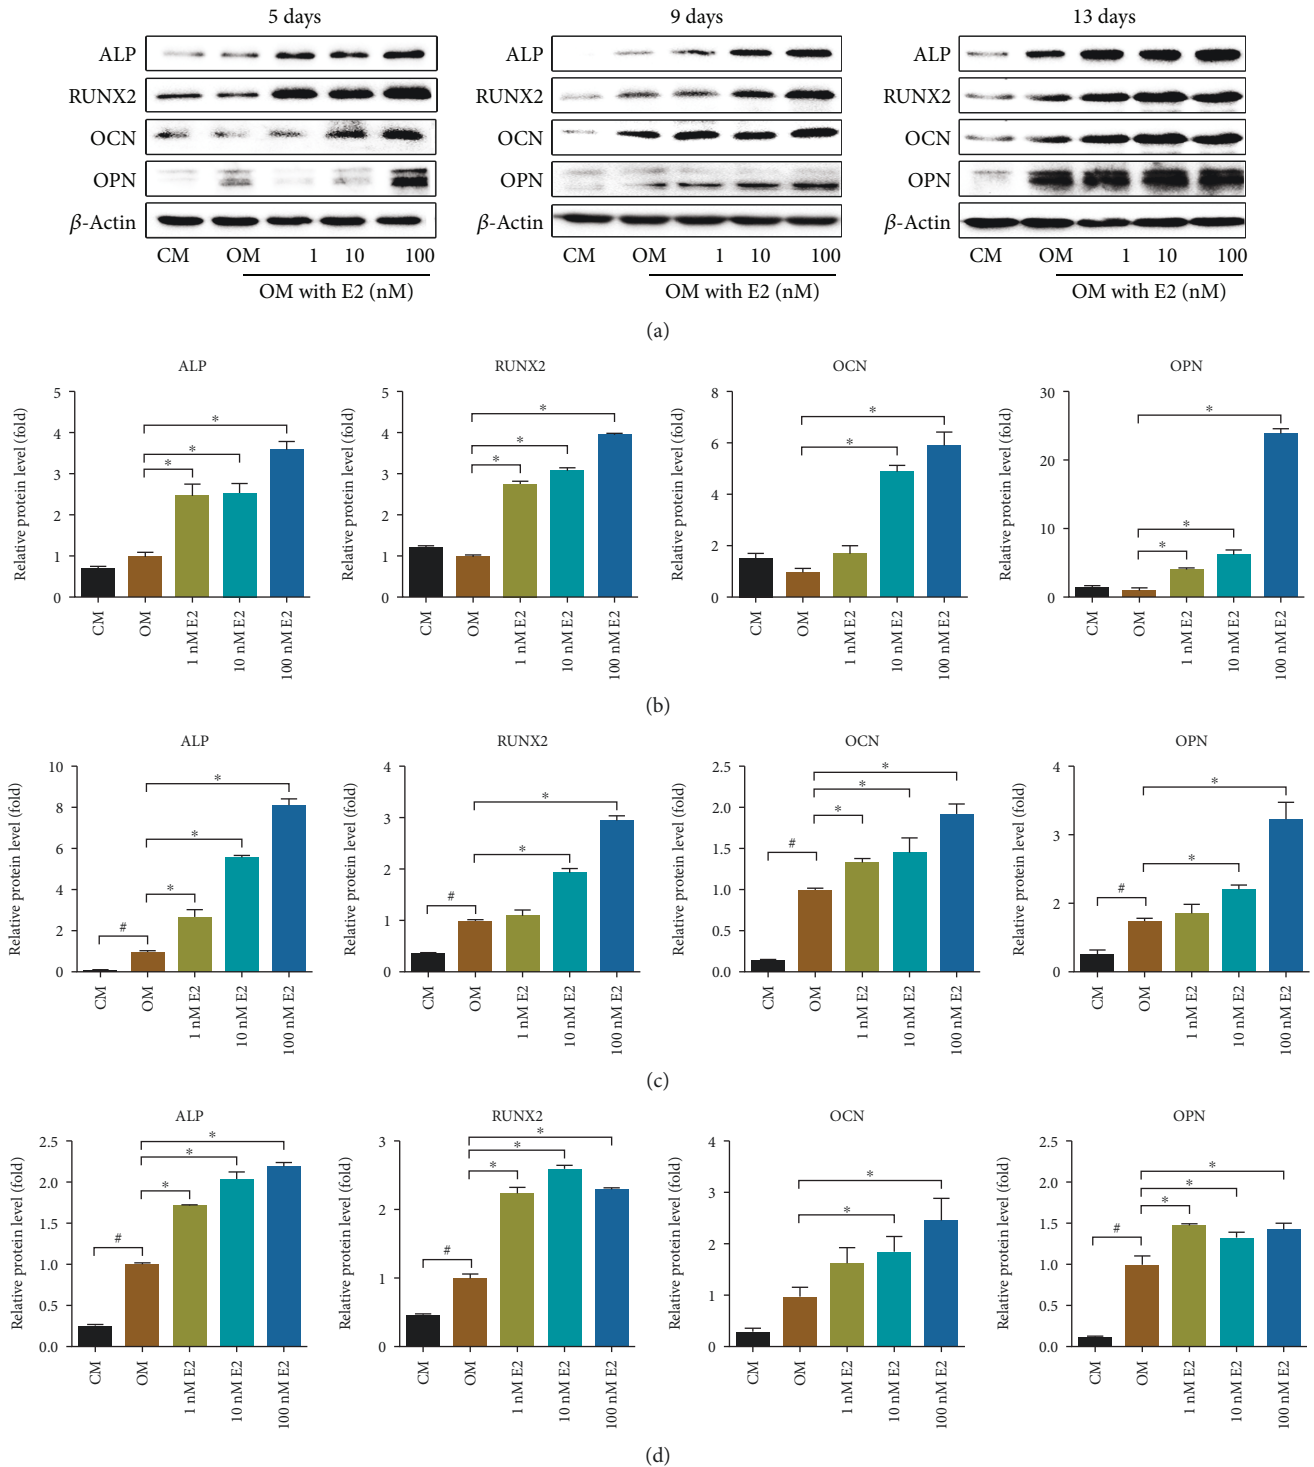 5 days 9 days 13 days
ALP ALP ALP
RUNX2 RUNX2 RUNX2
OCN OCN OCN
OPN OPN OPN
β-Actin β-Actin β-Actin
CM OM 1 10 100 CM OM 1 10 100 CM OM 1 10 100
OM with E2 (nM) OM with E2 (nM) OM with E2 (nM)
(a)
ALP
Relative protein level (fold)
5
4
3
2
1
0
* * *
CM OM 1 nM E2 10 nM E2 100 nM E2
RUNX2
Relative protein level (fold)
5
4
3
2
1
0
* * *
CM OM 1 nM E2 10 nM E2 100 nM E2
OCN
Relative protein level (fold)
8
6
4
2
0
* *
CM OM 1 nM E2 10 nM E2 100 nM E2
OPN
Relative protein level (fold)
30
20
10
0
* * *
CM OM 1 nM E2 10 nM E2 100 nM E2
(b)
ALP
Relative protein level (fold)
10
8
6
4
2
0
# * * *
CM OM 1 nM E2 10 nM E2 100 nM E2
RUNX2
Relative protein level (fold)
4
3
2
1
0
# * *
CM OM 1 nM E2 10 nM E2 100 nM E2
OCN
Relative protein level (fold)
2.5
2.0
1.5
1.0
0.5
0.0
# * * *
CM OM 1 nM E2 10 nM E2 100 nM E2
OPN
Relative protein level (fold)
4
3
2
0
# * *
CM OM 1 nM E2 10 nM E2 100 nM E2
(c)
ALP
Relative protein level (fold)
2.5
2.0
1.5
1.0
0.5
0.0
# * * *
CM OM 1 nM E2 10 nM E2 100 nM E2
RUNX2
Relative protein level (fold)
3
2
1
0
# * * *
CM OM 1 nM E2 10 nM E2 100 nM E2
OCN
Relative protein level (fold)
4
3
2
1
0
* *
CM OM 1 nM E2 10 nM E2 100 nM E2
OPN
Relative protein level (fold)
2.5
2.0
1.5
1.0
0.5
0.0
# * * *
CM OM 1 nM E2 10 nM E2 100 nM E2
(d)